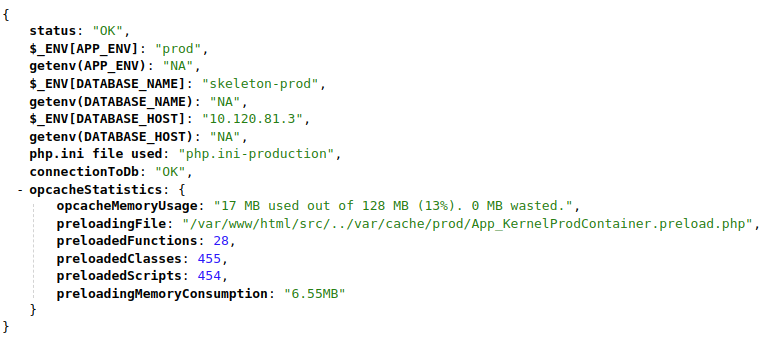 {
status: "OK",
$_ENV[APP_ENV]: "prod",
getenv(APP_ENV): "NA",
$_ENV[DATABASE_NAME]: "skeleton-prod",
getenv(DATABASE_NAME): "NA",
$_ENV[DATABASE_HOST]: "10.120.81.3",
getenv(DATABASE_HOST): "NA",
php.ini file used: "php.ini-production",
connectionToDb: "OK",
- opcacheStatistics: {
opcacheMemoryUsage: "17 MB used out of 128 MB (13%). 0 MB wasted.",
preloadingFile: "/var/www/html/src/../var/cache/prod/App_KernelProdContainer.preload.php",
preloadedFunctions: 28,
preloadedClasses: 455,
preloadedScripts: 454,
preloadingMemoryConsumption: "6.55MB"
}
}